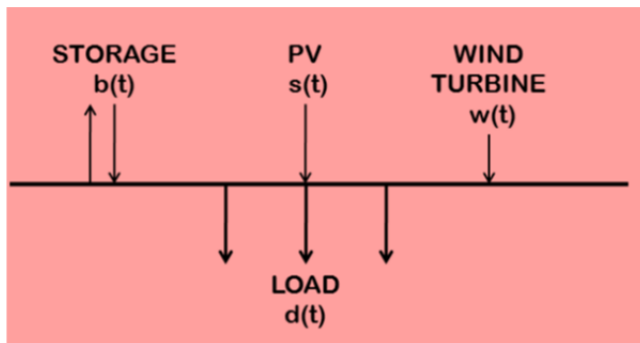 STORAGE
b(t)
PV
s(t)
WIND
TURBINE
w(t)
LOAD
d(t)